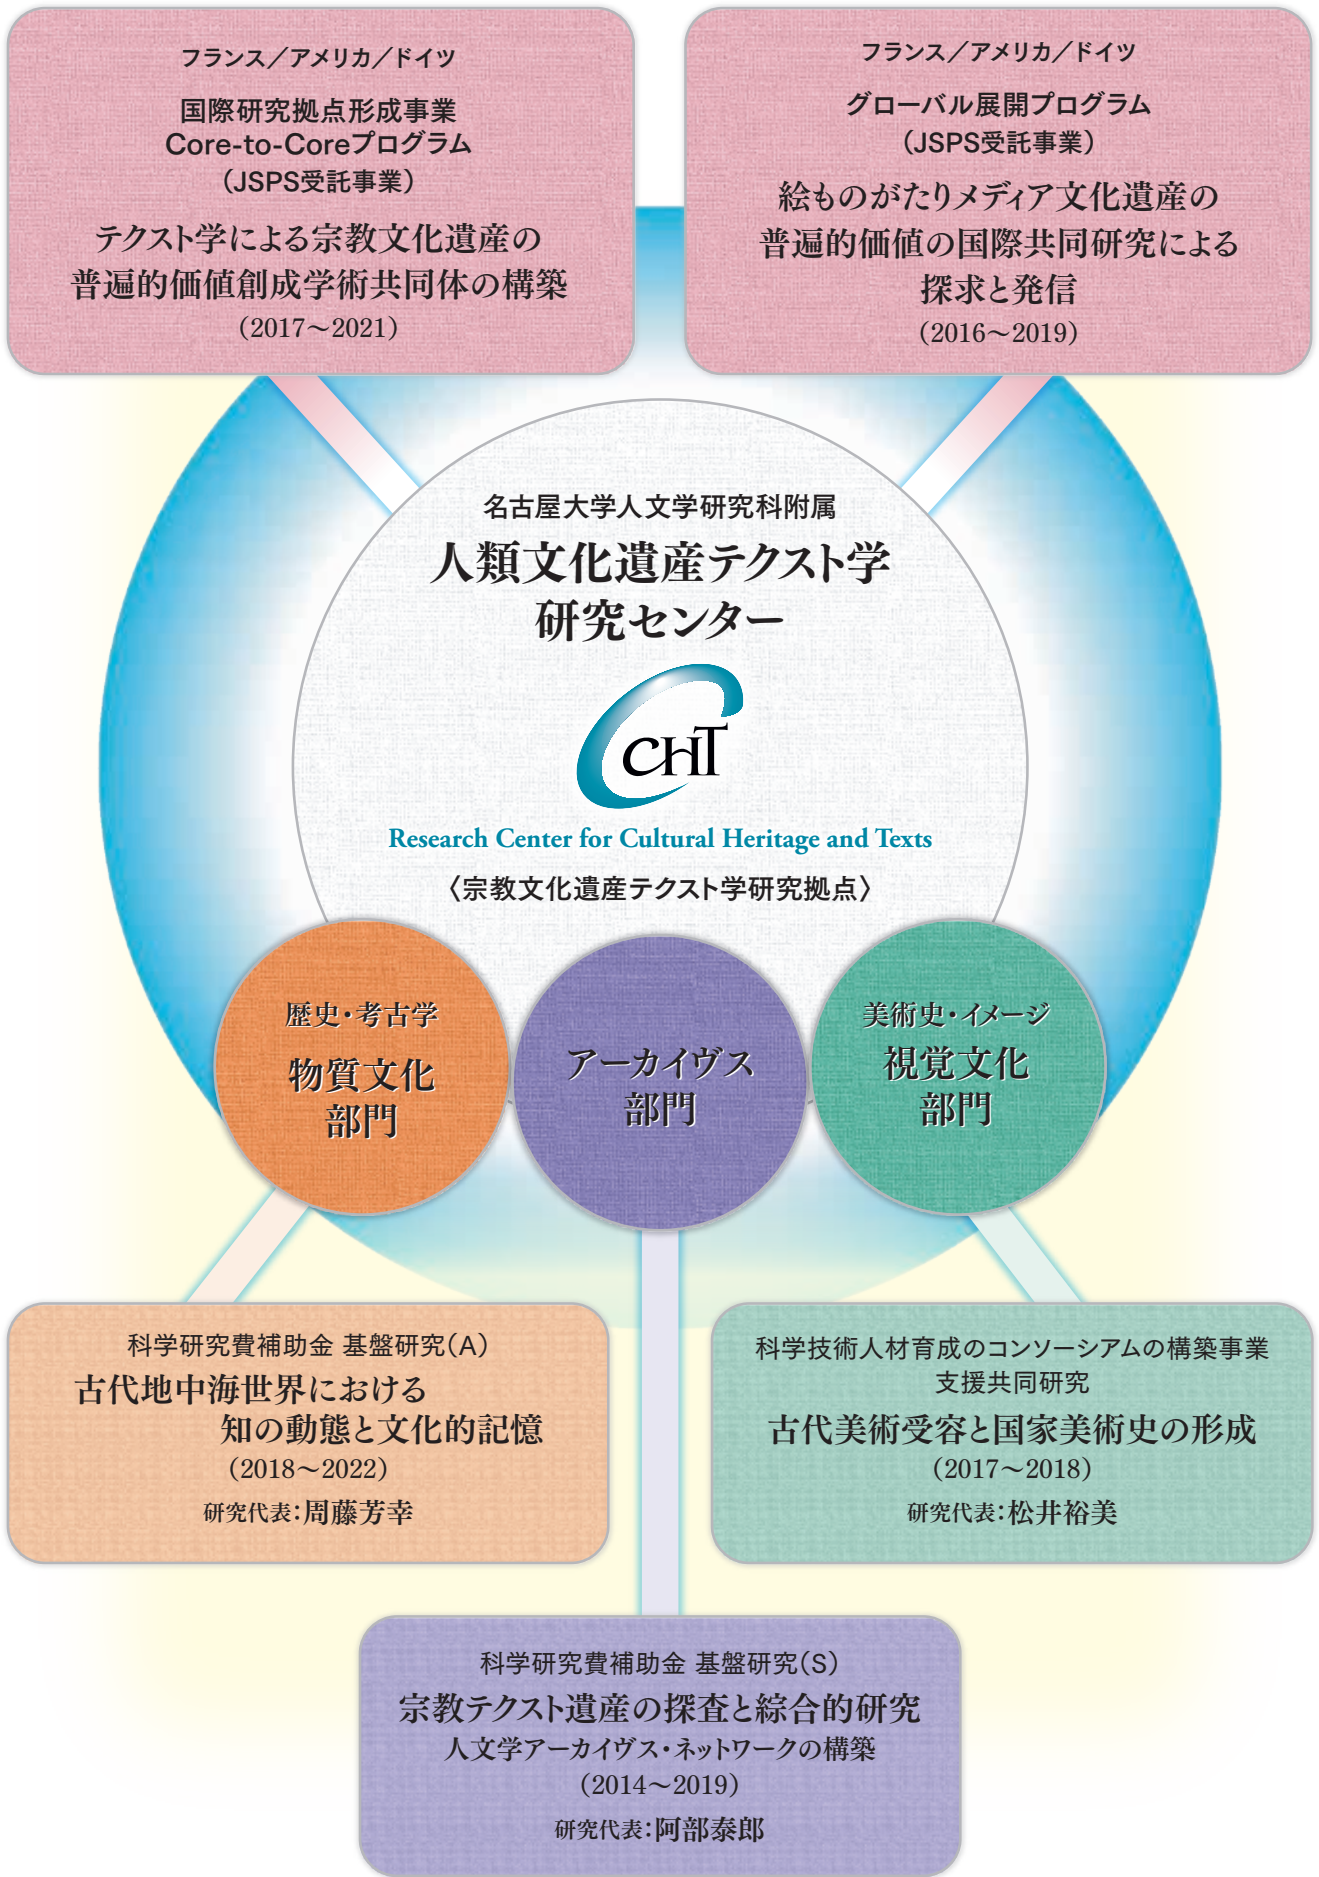 フランス／アメリカ／ドイツ
国際研究拠点形成事業
Core-to-Coreプログラム
（JSPS受託事業）
テクスト学による宗教文化遺産の
普遍的価値創成学術共同体の構築
（2017〜2021）
フランス／アメリカ／ドイツ
グローバル展開プログラム
（JSPS受託事業）
絵ものがたりメディア文化遺産の
普遍的価値の国際共同研究による
探求と発信
（2016〜2019）
名古屋大学人文学研究科附属
人類文化遺産テクスト学
研究センター
CHT
Research Center for Cultural Heritage and Texts
〈宗教文化遺産テクスト学研究拠点〉
歴史・考古学
物質文化
部門
アーカイヴス
部門
美術史・イメージ
視覚文化
部門
科学研究費補助金 基盤研究（A）
古代地中海世界における
知の動態と文化的記憶
（2018〜2022）
研究代表：周藤芳幸
科学技術人材育成のコンソーシアムの構築事業
支援共同研究
古代美術受容と国家美術史の形成
（2017〜2018）
研究代表：松井裕美
科学研究費補助金 基盤研究（S）
宗教テクスト遺産の探査と綜合的研究
人文学アーカイヴス・ネットワークの構築
（2014〜2019）
研究代表：阿部泰郎